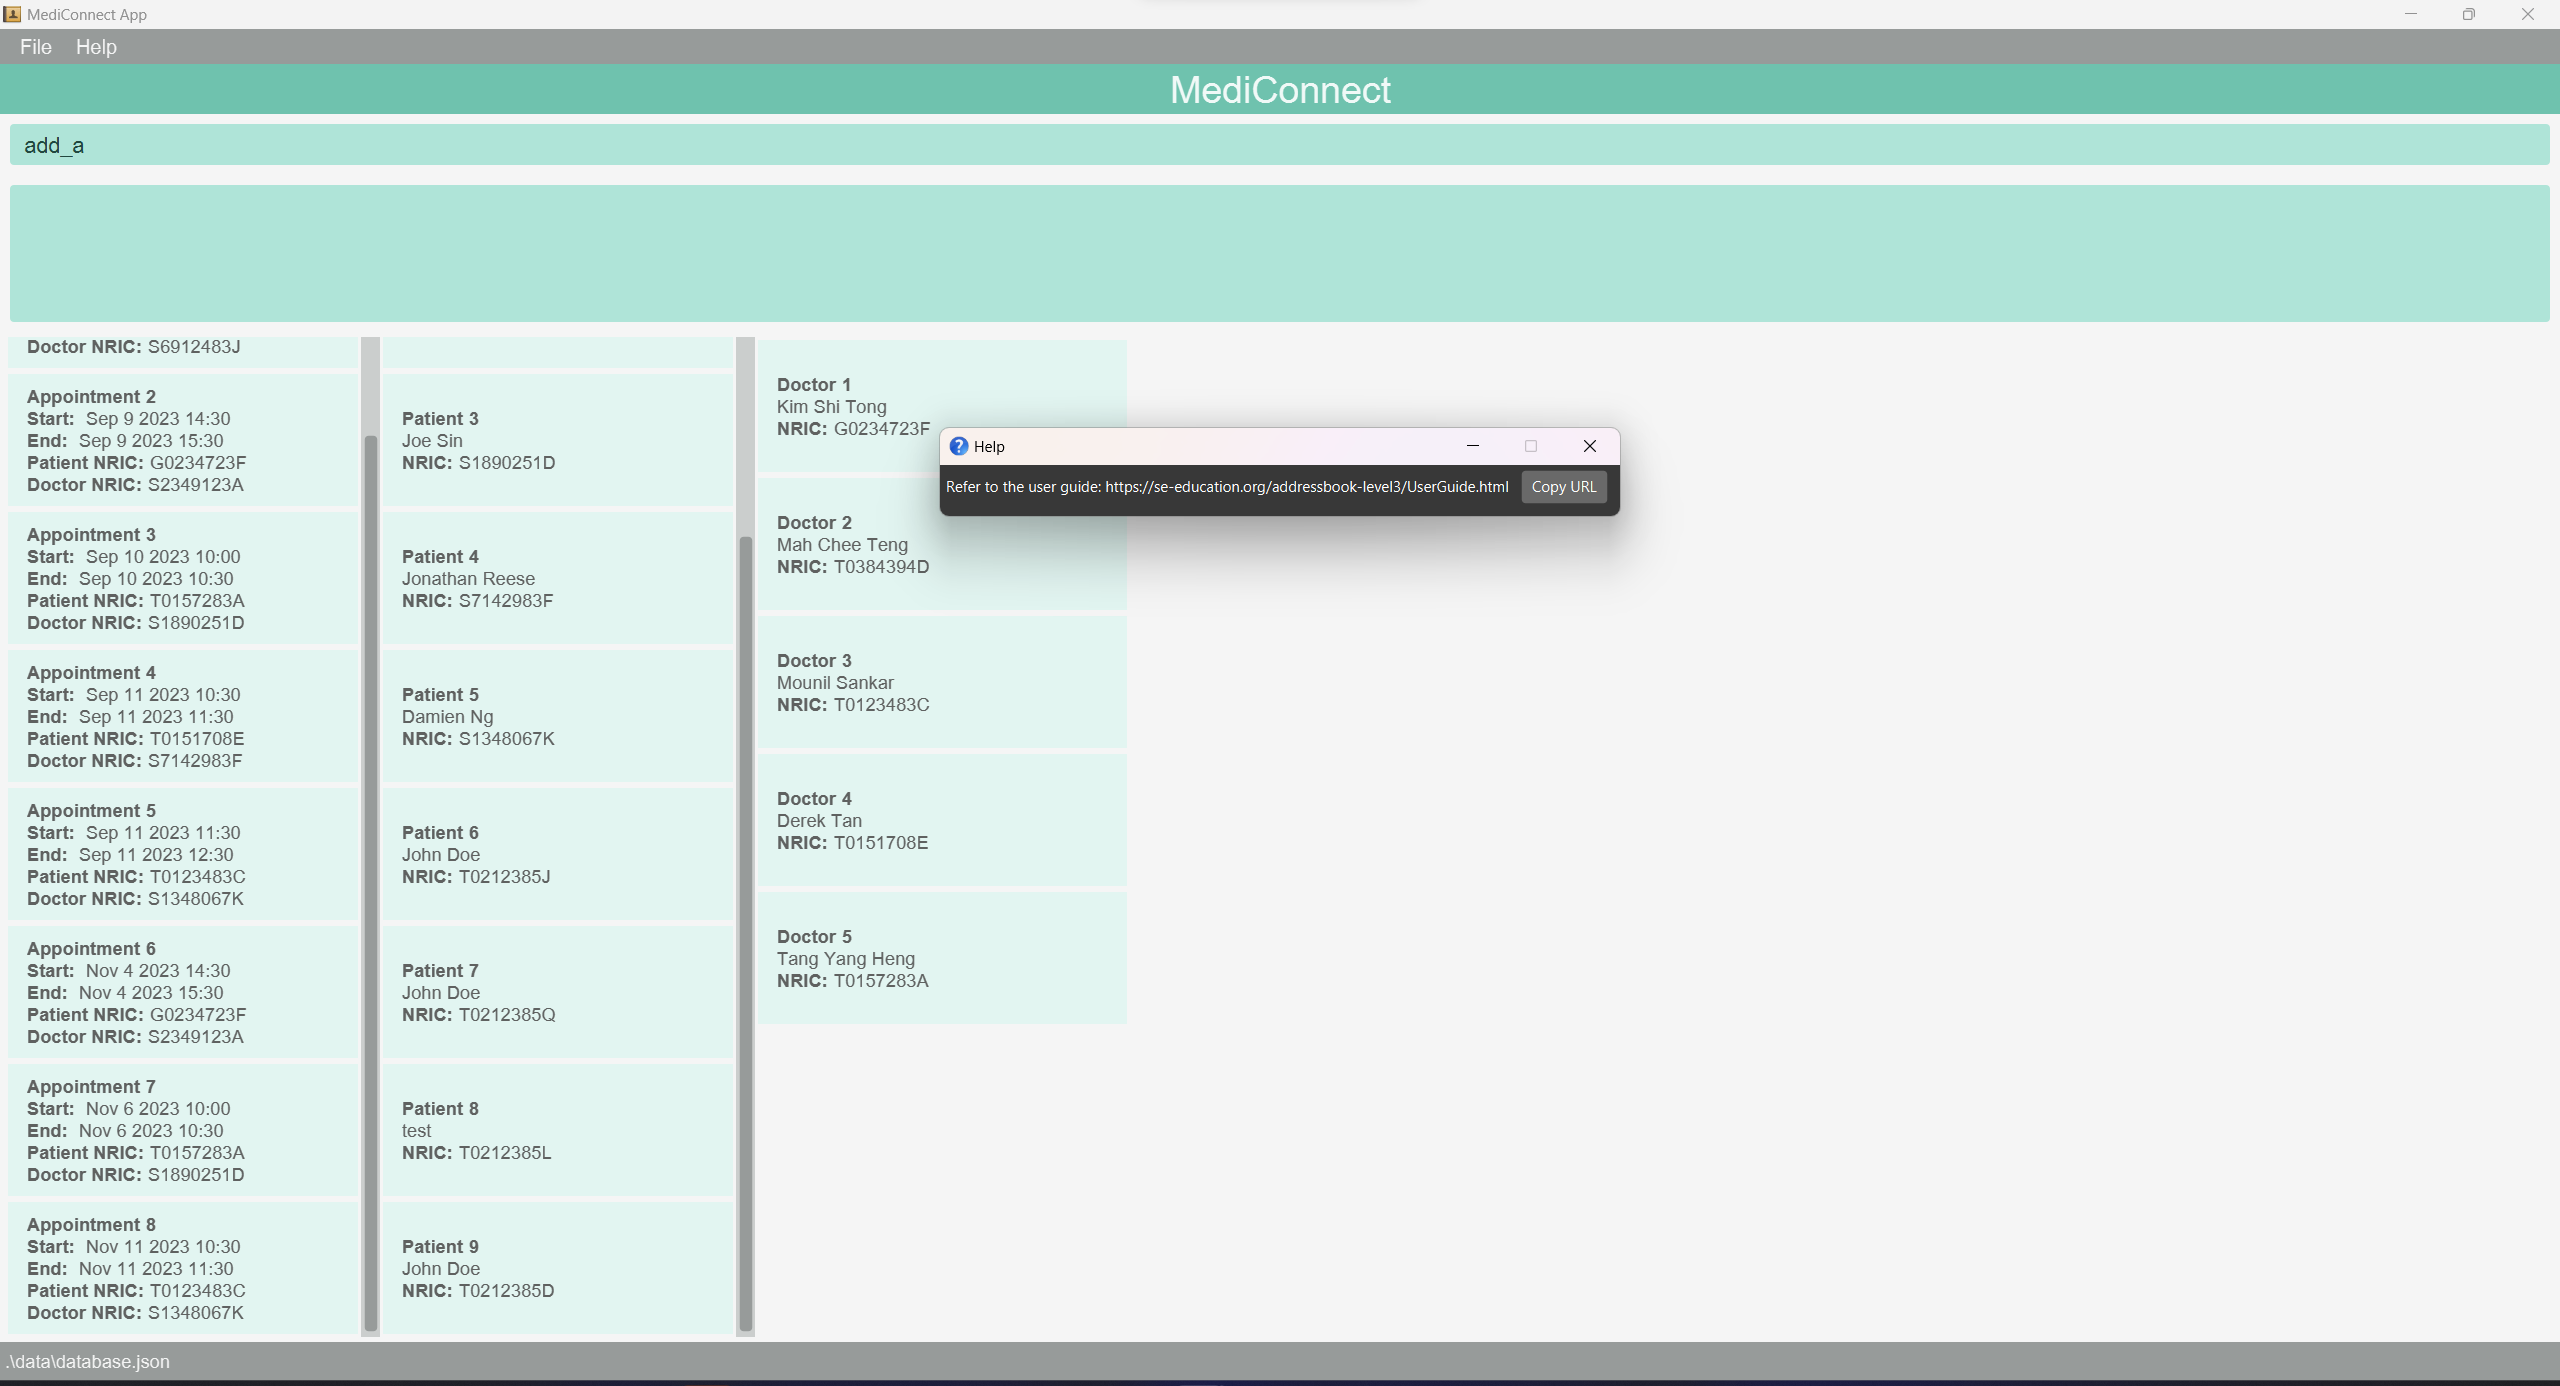 MediConnect App
File Help
MediConnect
add_a
Doctor NRIC: S6912483J
Appointment 2
Start: Sep 9 2023 14:30
End: Sep 9 2023 15:30
Patient NRIC: G0234723F
Doctor NRIC: S2349123A
Appointment 3
Start: Sep 10 2023 10:00
End: Sep 10 2023 10:30
Patient NRIC: T0157283A
Doctor NRIC: S1890251D
Appointment 4
Start: Sep 11 2023 10:30
End: Sep 11 2023 11:30
Patient NRIC: T0151708E
Doctor NRIC: S7142983F
Appointment 5
Start: Sep 11 2023 11:30
End: Sep 11 2023 12:30
Patient NRIC: T0123483C
Doctor NRIC: S1348067K
Appointment 6
Start: Nov 4 2023 14:30
End: Nov 4 2023 15:30
Patient NRIC: G0234723F
Doctor NRIC: S2349123A
Appointment 7
Start: Nov 6 2023 10:00
End: Nov 6 2023 10:30
Patient NRIC: T0157283A
Doctor NRIC: S1890251D
Appointment 8
Start: Nov 11 2023 10:30
End: Nov 11 2023 11:30
Patient NRIC: T0123483C
Doctor NRIC: S1348067K
Patient 3
Joe Sin
NRIC: S1890251D
Patient 4
Jonathan Reese
NRIC: S7142983F
Patient 5
Damien Ng
NRIC: S1348067K
Patient 6
John Doe
NRIC: T0212385J
Patient 7
John Doe
NRIC: T0212385Q
Patient 8
test
NRIC: T0212385L
Patient 9
John Doe
NRIC: T0212385D
Doctor 1
Kim Shi Tong
NRIC: G0234723F
Doctor 2
Mah Chee Teng
NRIC: T0384394D
Doctor 3
Mounil Sankar
NRIC: T0123483C
Doctor 4
Derek Tan
NRIC: T0151708E
Doctor 5
Tang Yang Heng
NRIC: T0157283A
Help
Refer to the user guide: https://se-education.org/addressbook-level3/UserGuide.html Copy URL
.\data\database.json